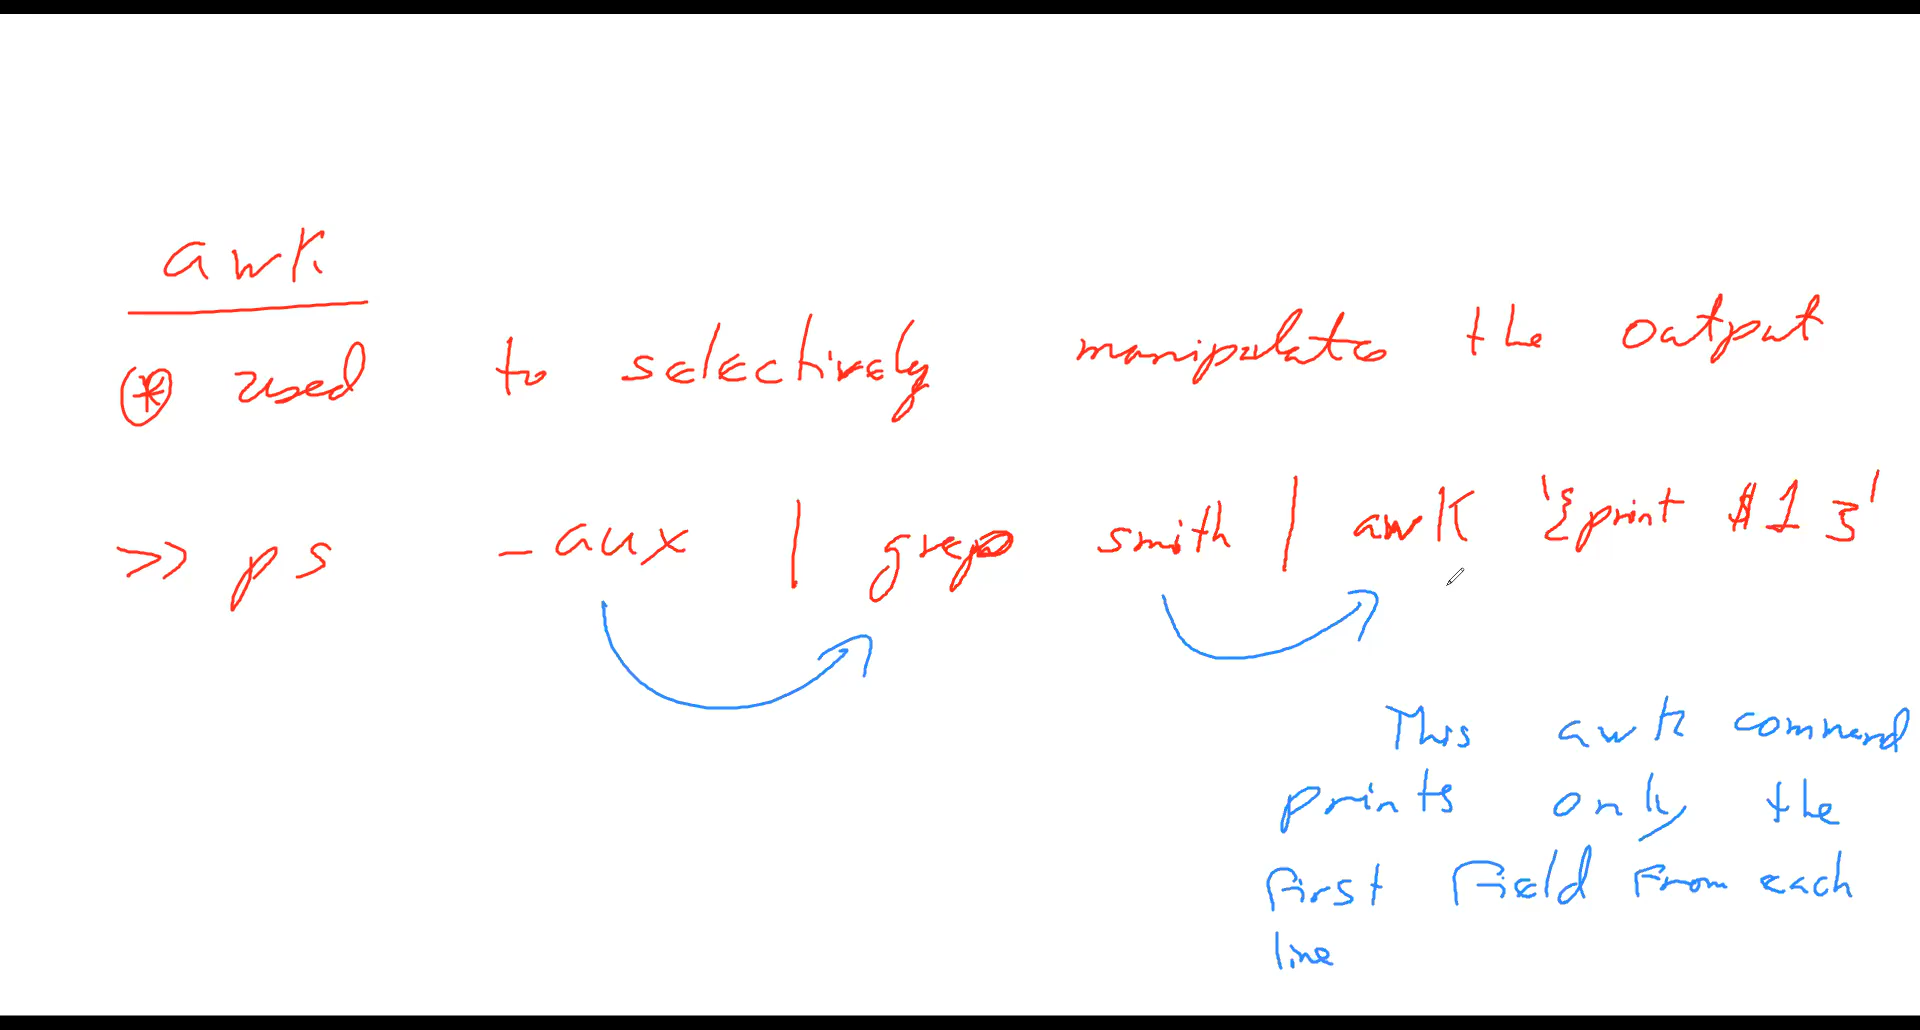 awk
* used to selectively manipulate the output
>> ps -aux | grep smith | awk '{print $1}'
This awk command
prints only the
first field from each
line